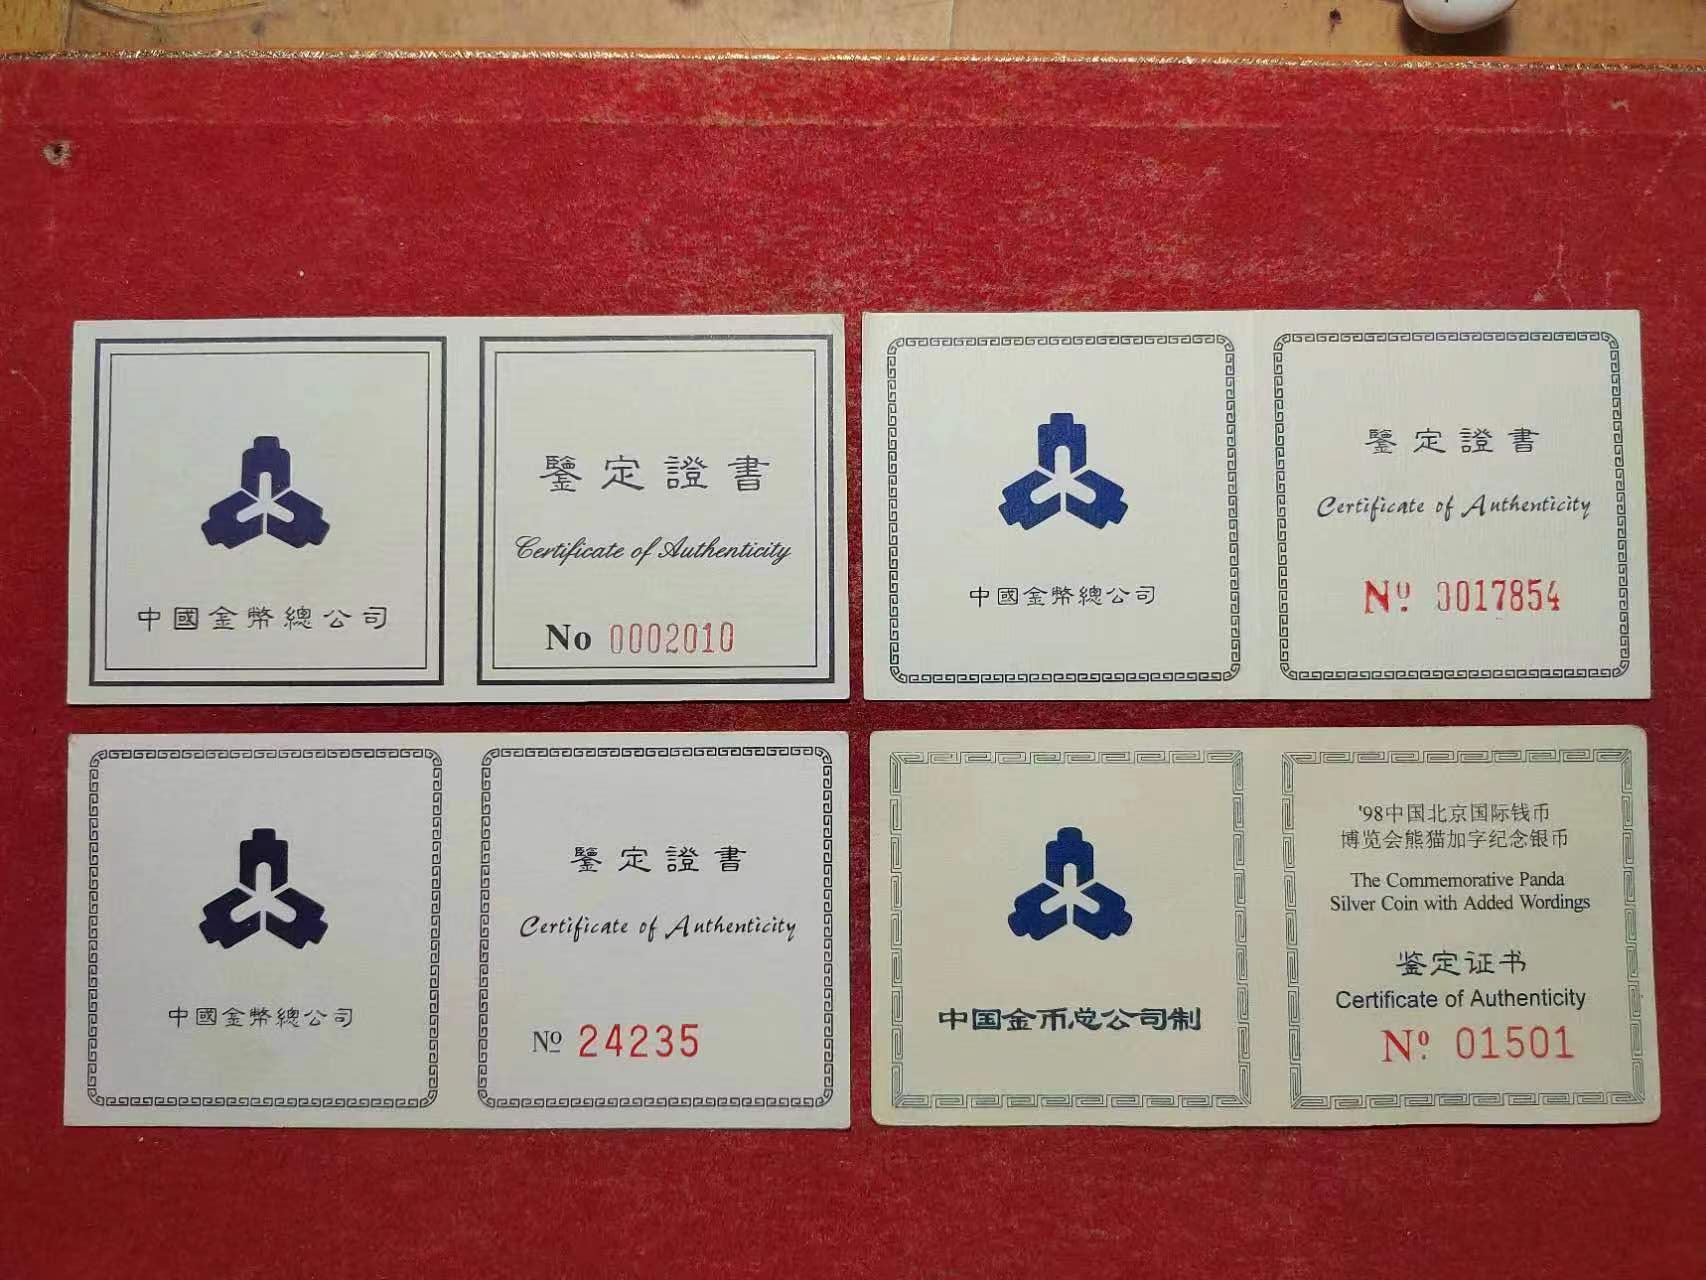 中國金幣總公司
鑒定證書
Certificate of Authenticity
No 0002010
中國金幣總公司
鑒定證書
Certificate of Authenticity
Nº 0017854
中國金幣總公司
鑒定證書
Certificate of Authenticity
Nº 24235
中国金币总公司制
'98中国北京国际钱币
博览会熊猫加字纪念银币
The Commemorative Panda
Silver Coin with Added Wordings
鉴定证书
Certificate of Authenticity
Nº 01501